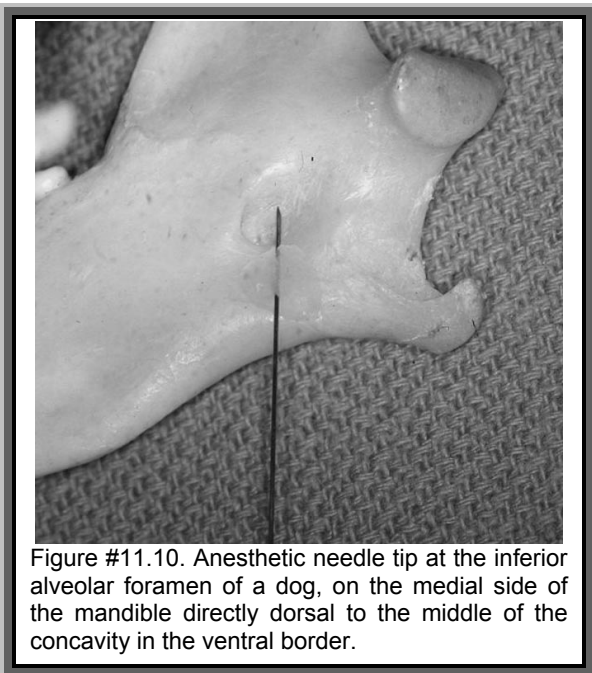 Figure #11.10. Anesthetic needle tip at the inferior
alveolar foramen of a dog, on the medial side of
the mandible directly dorsal to the middle of the
concavity in the ventral border.